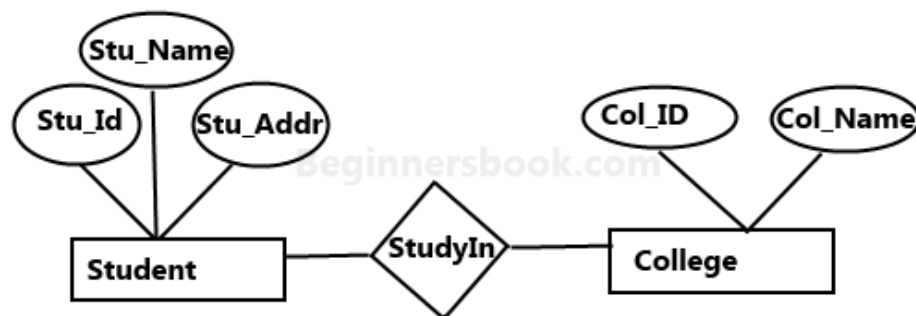 Stu_Name
Stu_Id
Stu_Addr
Col_ID
Col_Name
Beginnersbook.com
StudyIn
Student
College